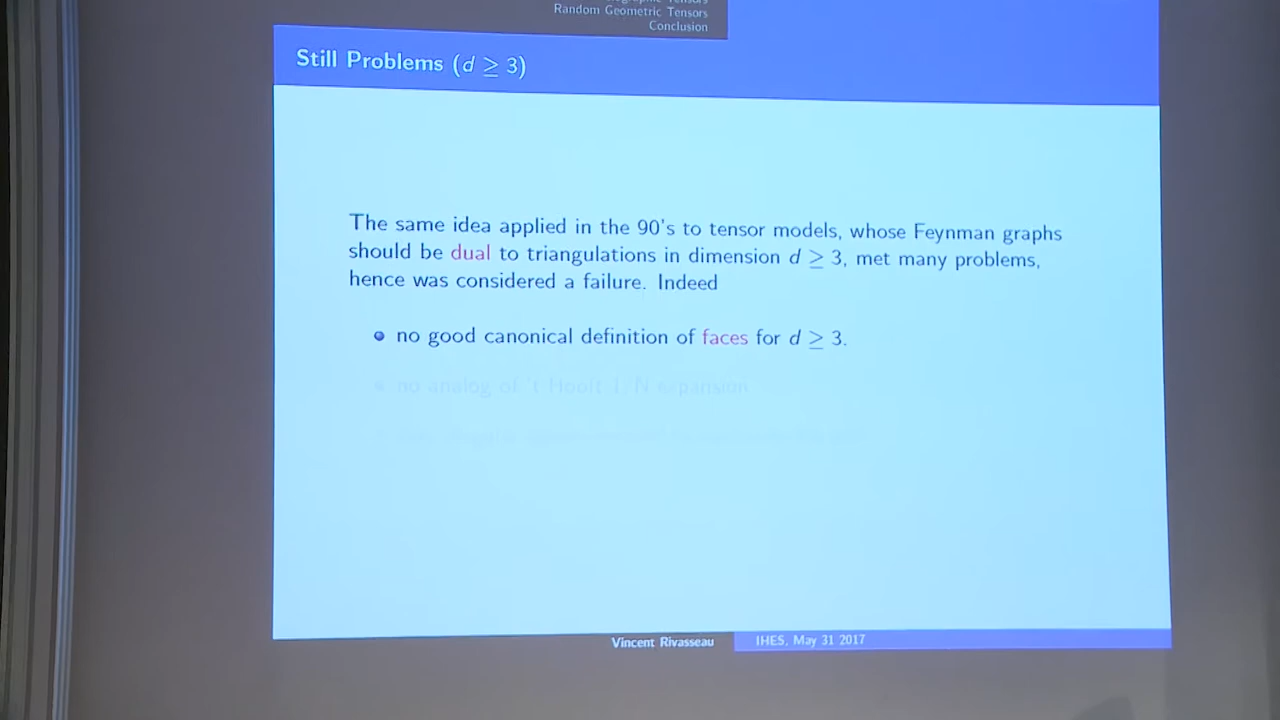 Random Geometric Tensors
Conclusion
Still Problems (d ≥ 3)
The same idea applied in the 90's to tensor models, whose Feynman graphs
should be dual to triangulations in dimension d ≥ 3, met many problems,
hence was considered a failure. Indeed
no good canonical definition of faces for d ≥ 3.
no analog of 't Hooft 1/N expansion
Vincent Rivasseau
IHES, May 31 2017